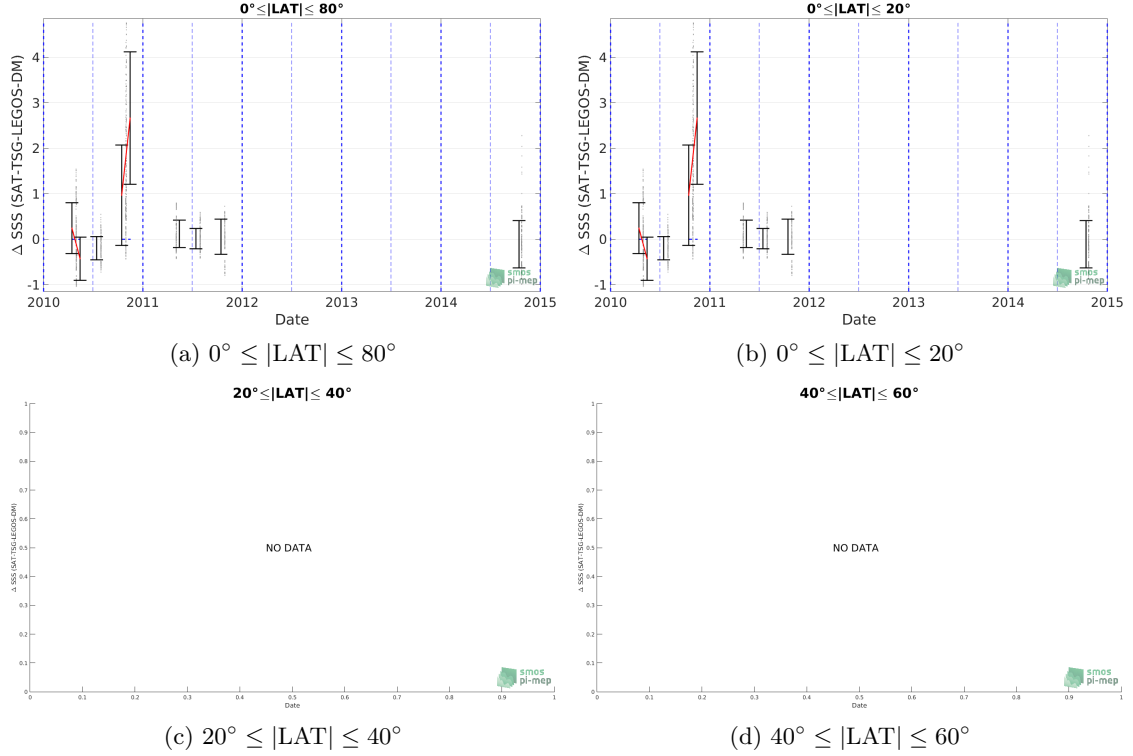 0°≤|LAT|≤ 80°
Δ SSS (SAT-TSG-LEGOS-DM)
4
3
2
1
0
-1
2010 2011 2012 2013 2014 2015
Date
smos
pi-mep
(a) 0° ≤ |LAT| ≤ 80°
0°≤|LAT|≤ 20°
Δ SSS (SAT-TSG-LEGOS-DM)
4
3
2
1
0
-1
2010 2011 2012 2013 2014 2015
Date
smos
pi-mep
(b) 0° ≤ |LAT| ≤ 20°
20°≤|LAT|≤ 40°
Δ SSS (SAT-TSG-LEGOS-DM)
1
0.9
0.8
0.7
0.6
0.5
0.4
0.3
0.2
0.1
0
NO DATA
0 0.1 0.2 0.3 0.4 0.5 0.6 0.7 0.8 0.9 1
Date
smos
pi-mep
(c) 20° ≤ |LAT| ≤ 40°
40°≤|LAT|≤ 60°
Δ SSS (SAT-TSG-LEGOS-DM)
1
0.9
0.8
0.7
0.6
0.5
0.4
0.3
0.2
0.1
0
NO DATA
0 0.1 0.2 0.3 0.4 0.5 0.6 0.7 0.8 0.9 1
Date
smos
pi-mep
(d) 40° ≤ |LAT| ≤ 60°